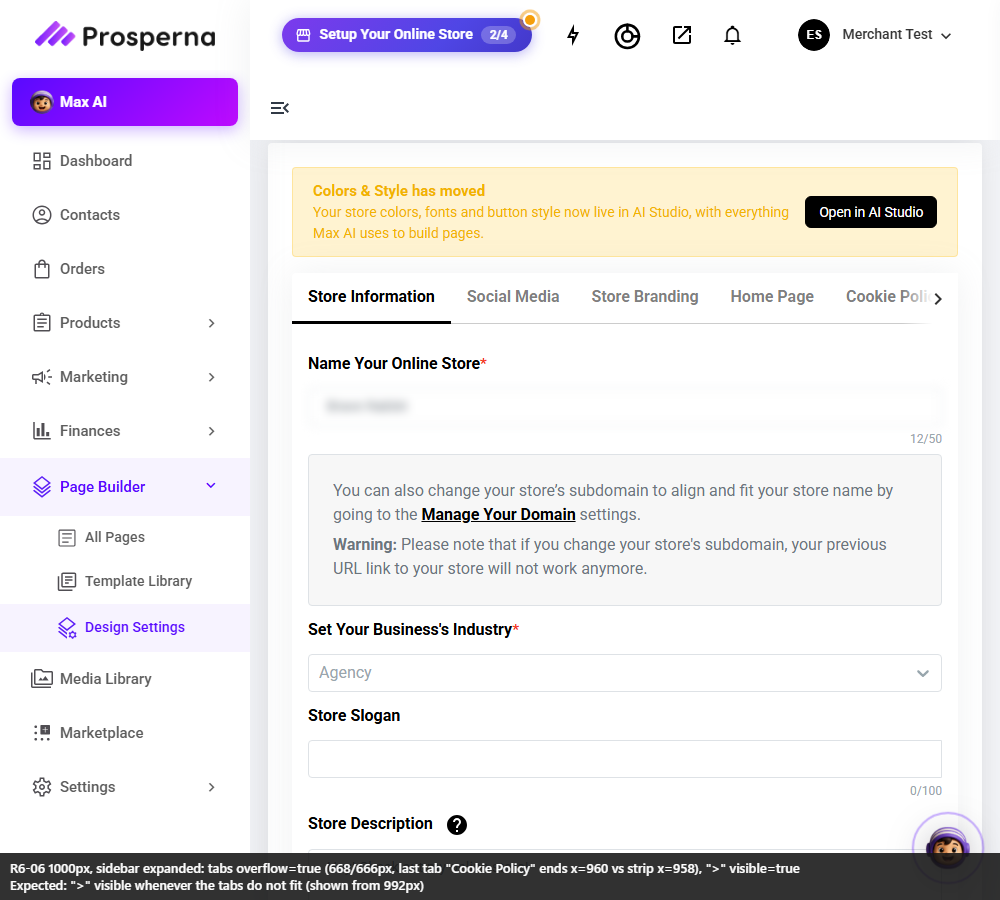 Prosperna
Setup Your Online Store 2/4
ES Merchant Test
Max AI
Dashboard
Contacts
Orders
Products
Marketing
Finances
Page Builder
All Pages
Template Library
Design Settings
Media Library
Marketplace
Settings
Colors & Style has moved
Your store colors, fonts and button style now live in AI Studio, with everything
Max AI uses to build pages.
Open in AI Studio
Store Information Social Media Store Branding Home Page Cookie Poli
Name Your Online Store*
12/50
You can also change your store’s subdomain to align and fit your store name by
going to the Manage Your Domain settings.
Warning: Please note that if you change your store's subdomain, your previous
URL link to your store will not work anymore.
Set Your Business's Industry*
Agency
Store Slogan
0/100
Store Description ?
R6-06 1000px, sidebar expanded: tabs overflow=true (668/666px, last tab "Cookie Policy" ends x=960 vs strip x=958), ">" visible=true
Expected: ">" visible whenever the tabs do not fit (shown from 992px)